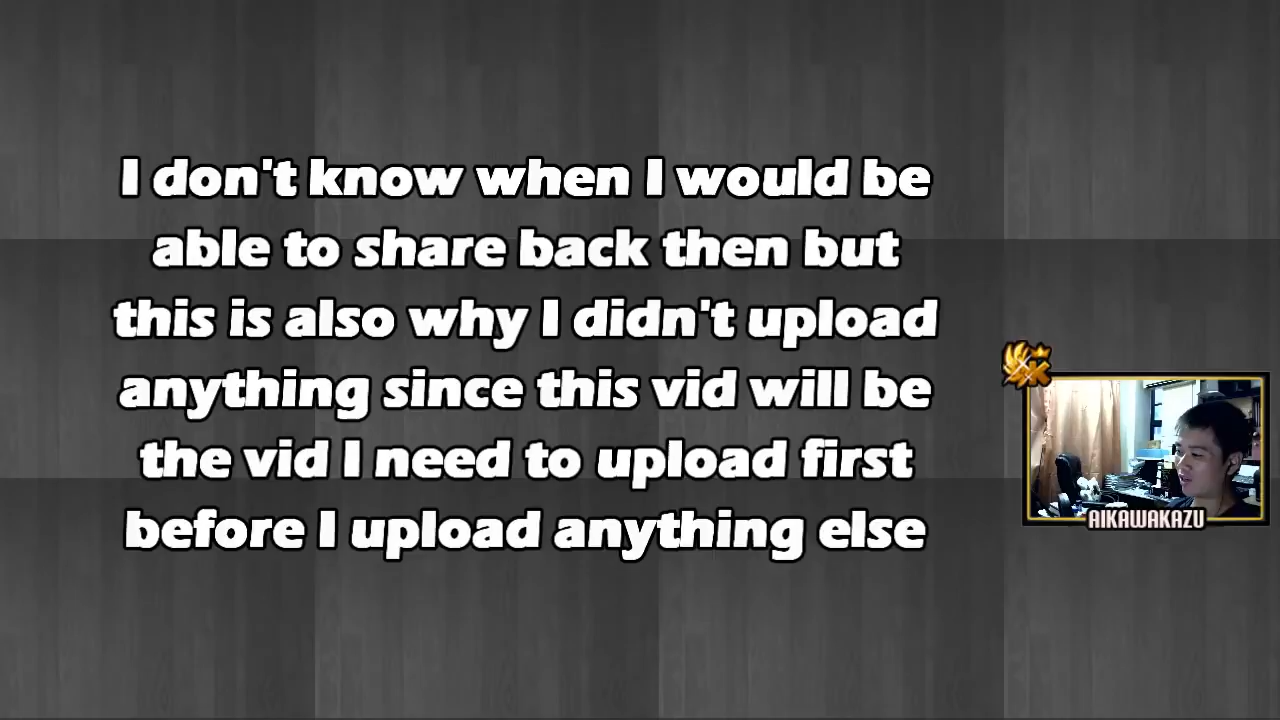 I don't know when I would be
able to share back then but
this is also why I didn't upload
anything since this vid will be
the vid I need to upload first
before I upload anything else
AIKAWAKAZU